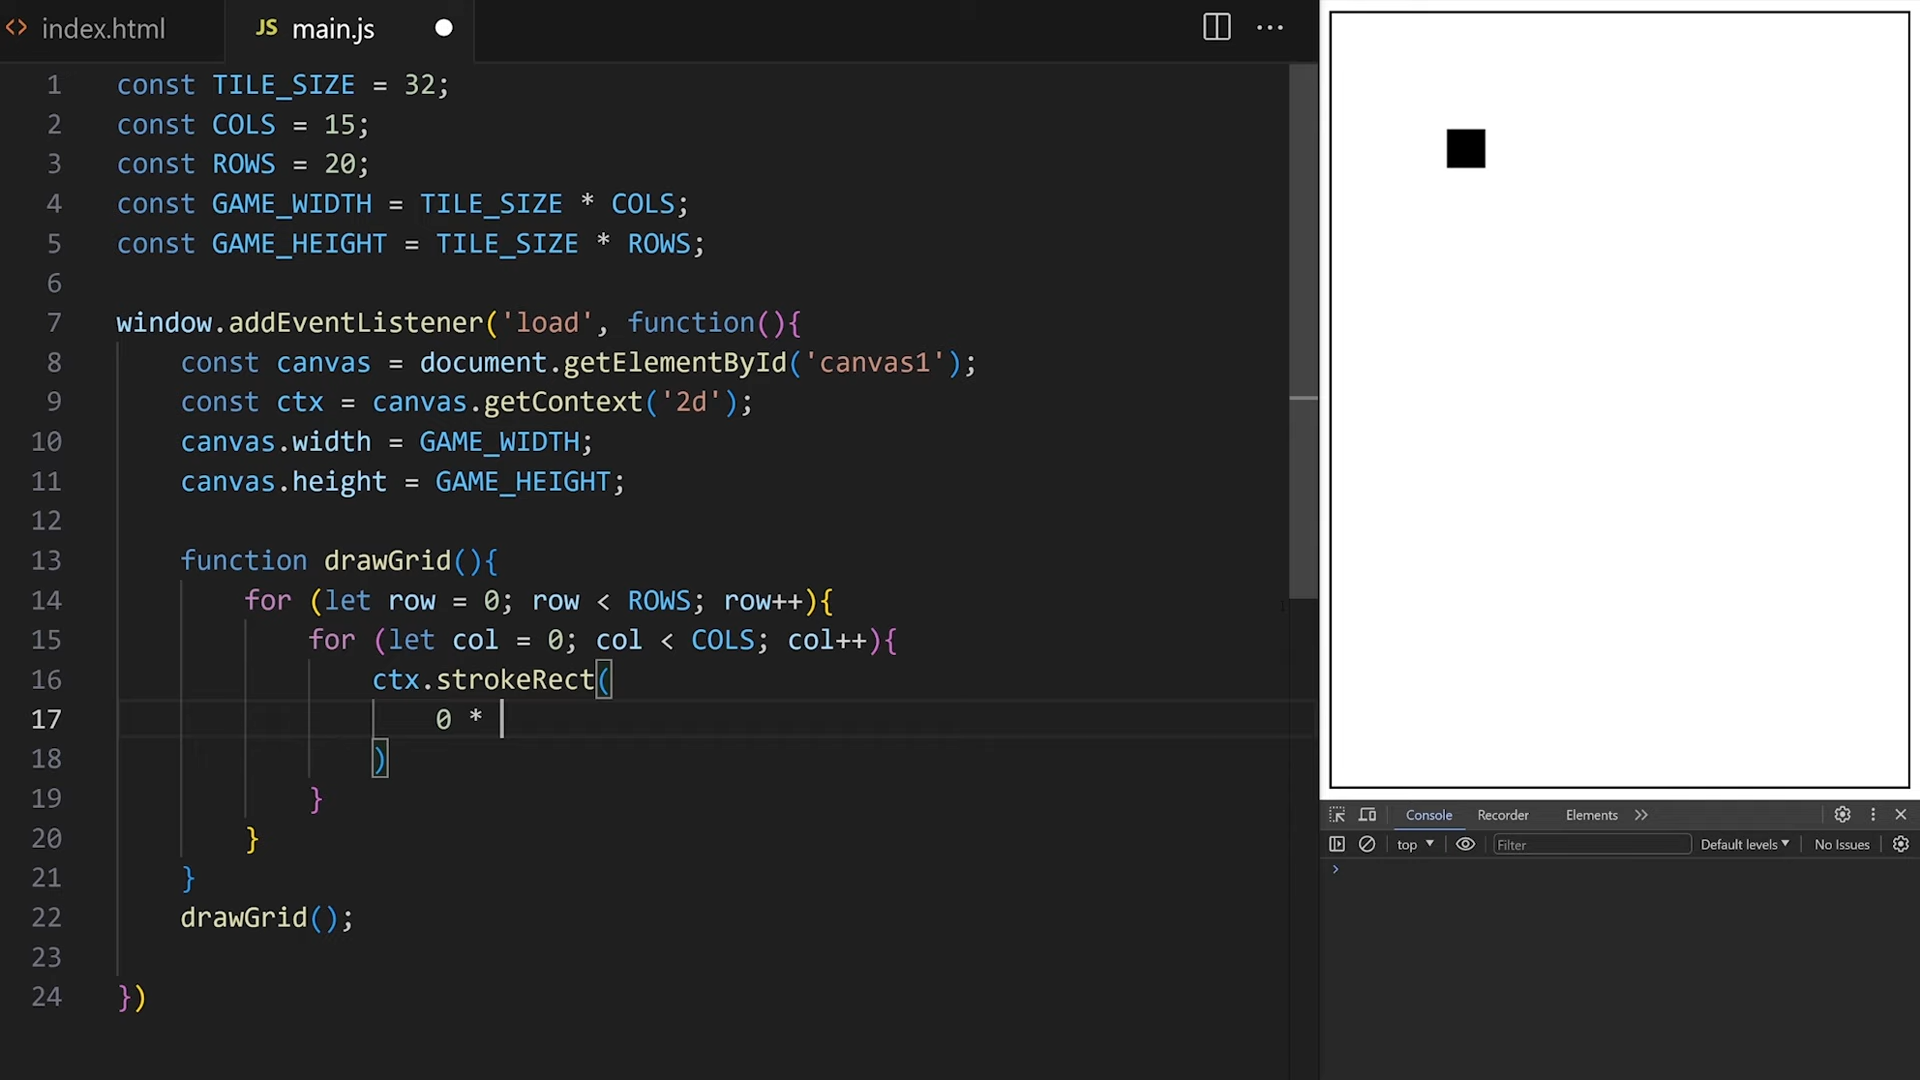 index.html
JS main.js
1 const TILE_SIZE = 32;
2 const COLS = 15;
3 const ROWS = 20;
4 const GAME_WIDTH = TILE_SIZE * COLS;
5 const GAME_HEIGHT = TILE_SIZE * ROWS;
6
7 window.addEventListener('load', function(){
8     const canvas = document.getElementById('canvas1');
9     const ctx = canvas.getContext('2d');
10     canvas.width = GAME_WIDTH;
11     canvas.height = GAME_HEIGHT;
12
13     function drawGrid(){
14         for (let row = 0; row < ROWS; row++){
15             for (let col = 0; col < COLS; col++){
16                 ctx.strokeRect(
17                     0 *
18                 )
19             }
20         }
21     }
22     drawGrid();
23
24 })
Console Recorder Elements
top Filter Default levels No Issues